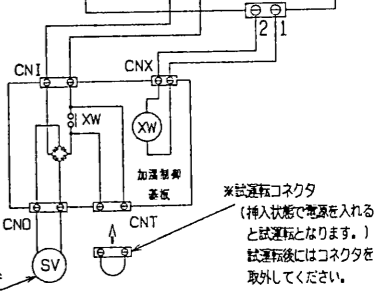 2 1
CNI
CNX
XW
XW
加湿制御
基板
CNO
CNT
SV
※試運転コネクタ
(挿入状態で電源を入れる
と試運転となります。)
試運転後にはコネクタを
取外してください。